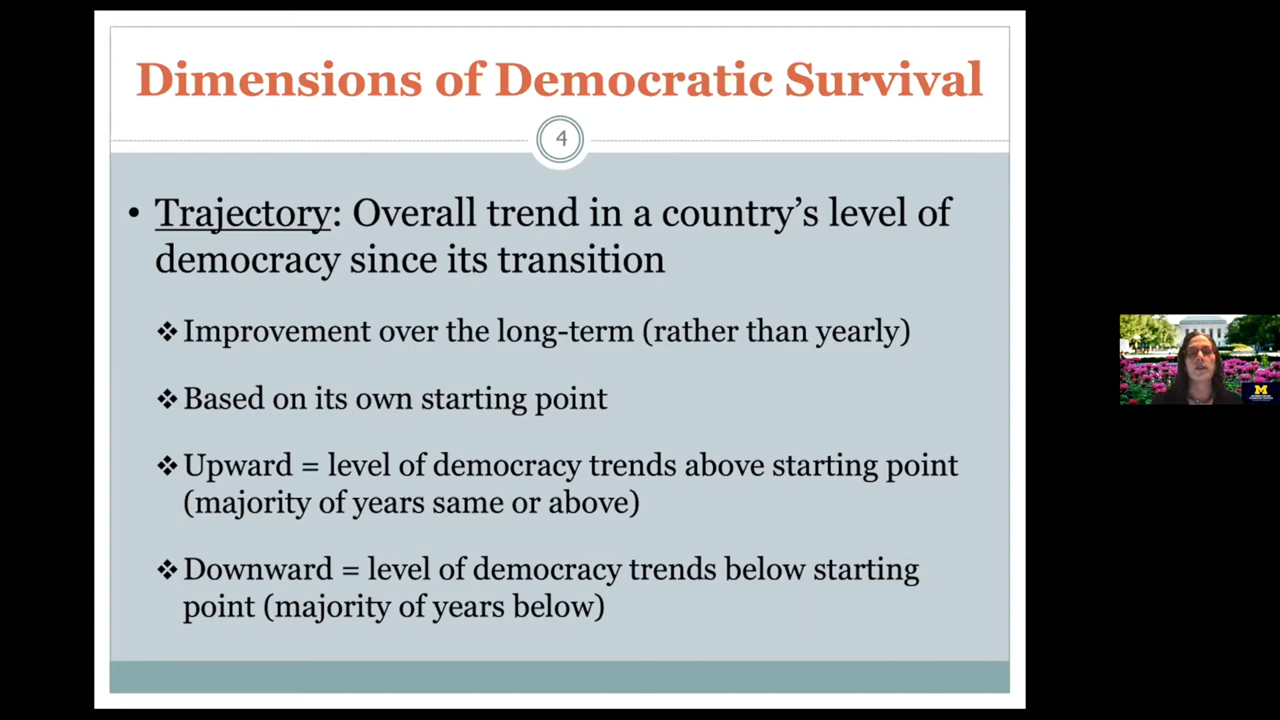 Dimensions of Democratic Survival
4
• Trajectory: Overall trend in a country's level of
democracy since its transition
❖ Improvement over the long-term (rather than yearly)
❖ Based on its own starting point
❖ Upward = level of democracy trends above starting point
(majority of years same or above)
❖ Downward = level of democracy trends below starting
point (majority of years below)
M